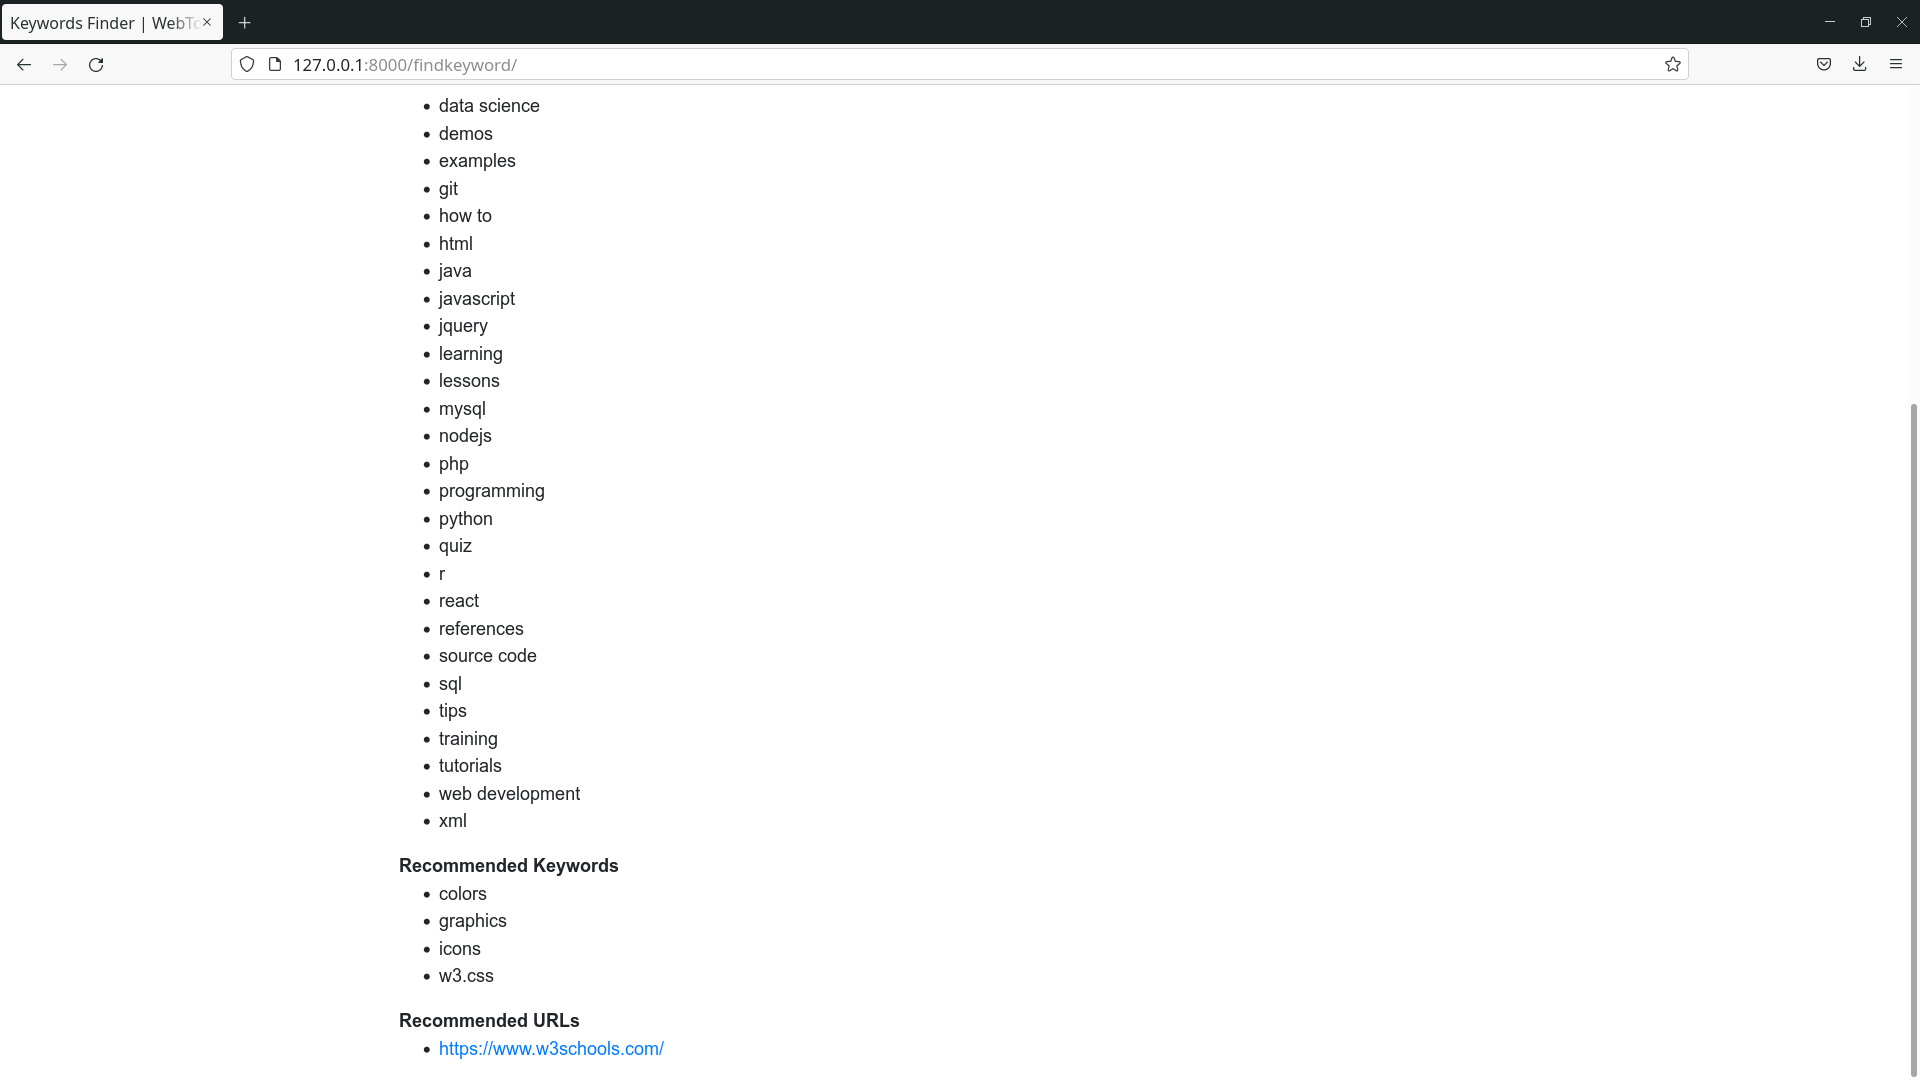 Keywords Finder | WebTo
127.0.0.1:8000/findkeyword/
data science
demos
examples
git
how to
html
java
javascript
jquery
learning
lessons
mysql
nodejs
php
programming
python
quiz
r
react
references
source code
sql
tips
training
tutorials
web development
xml
Recommended Keywords
colors
graphics
icons
w3.css
Recommended URLs
https://www.w3schools.com/